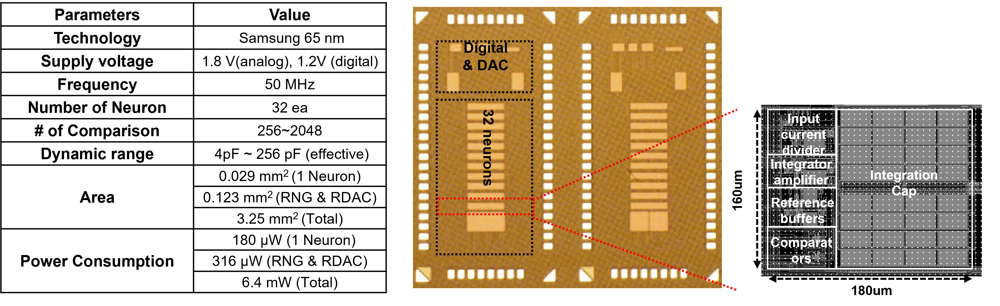 Parameters Value
Technology Samsung 65 nm
Supply voltage 1.8 V(analog), 1.2V (digital)
Frequency 50 MHz
Number of Neuron 32 ea
# of Comparison 256~2048
Dynamic range 4pF ~ 256 pF (effective)
Area
0.029 mm² (1 Neuron)
0.123 mm² (RNG & RDAC)
3.25 mm² (Total)
Power Consumption
180 µW (1 Neuron)
316 µW (RNG & RDAC)
6.4 mW (Total)
Digital
& DAC
32 neurons
160um
Input
current
divider
Integrator
amplifier
Reference
buffers
Comparat
ors
Integration
Cap
180um